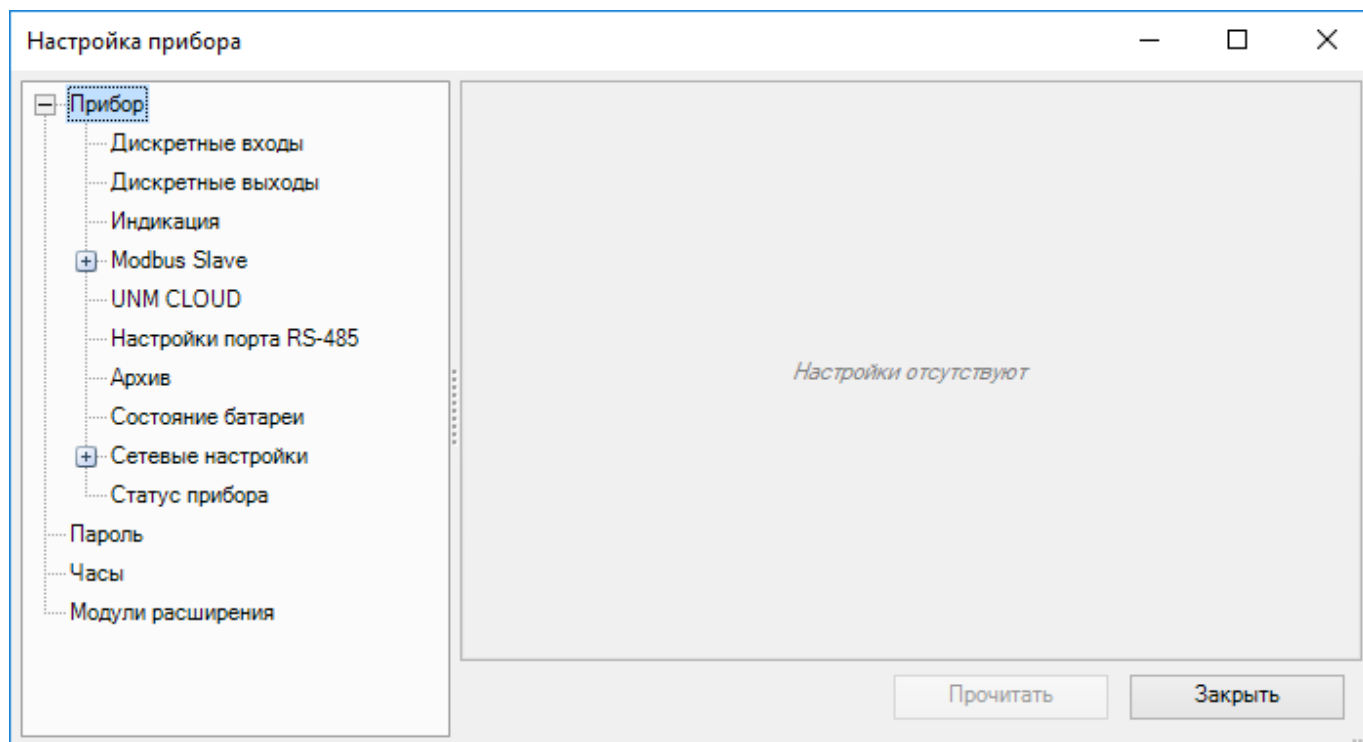 Настройка прибора
Прибор
Дискретные входы
Дискретные выходы
Индикация
Modbus Slave
UNM CLOUD
Настройки порта RS-485
Архив
Состояние батареи
Сетевые настройки
Статус прибора
Пароль
Часы
Модули расширения
Настройки отсутствуют
Прочитать
Закрыть